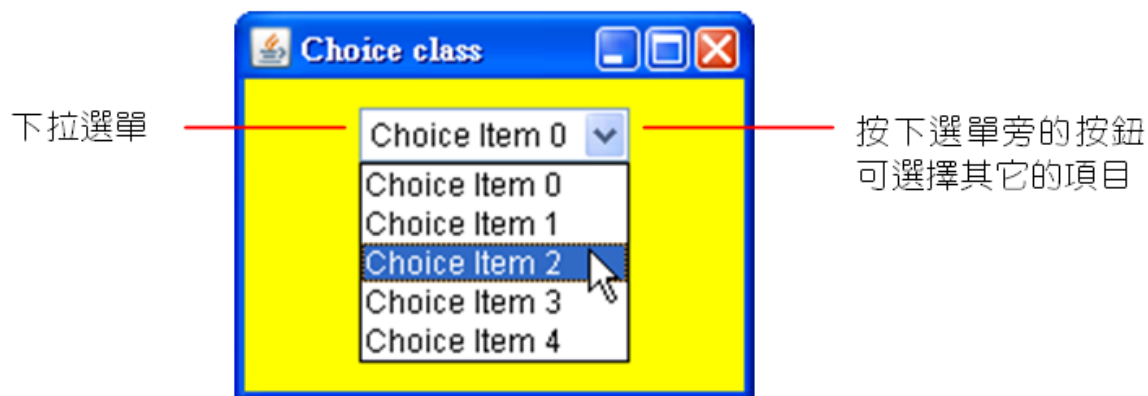 Choice class
下拉選單
Choice Item 0
按下選單旁的按鈕
可選擇其它的項目
Choice Item 0
Choice Item 1
Choice Item 2
Choice Item 3
Choice Item 4